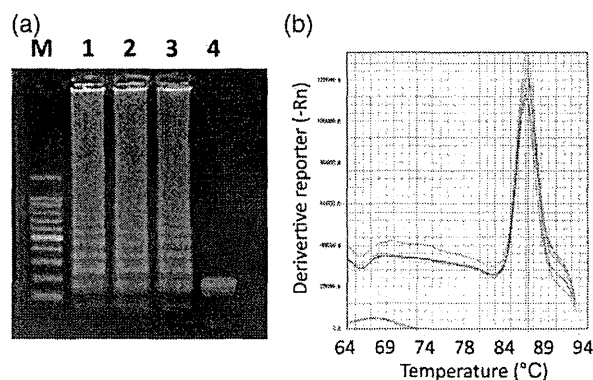 (a)
M 1 2 3 4
(b)
Derivertive reporter (-Rn)
64 69 74 78 84 89 94
Temperature (°C)